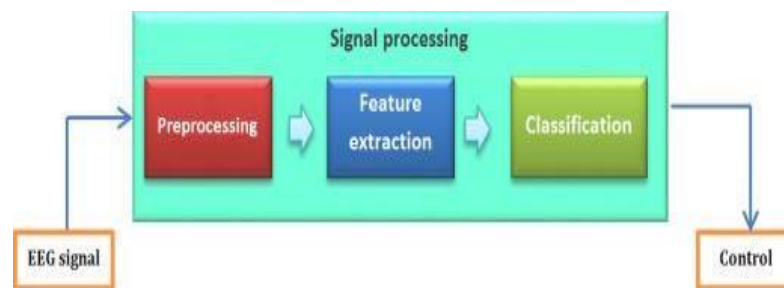 Signal processing
Preprocessing
Feature
extraction
Classification
EEG signal
Control